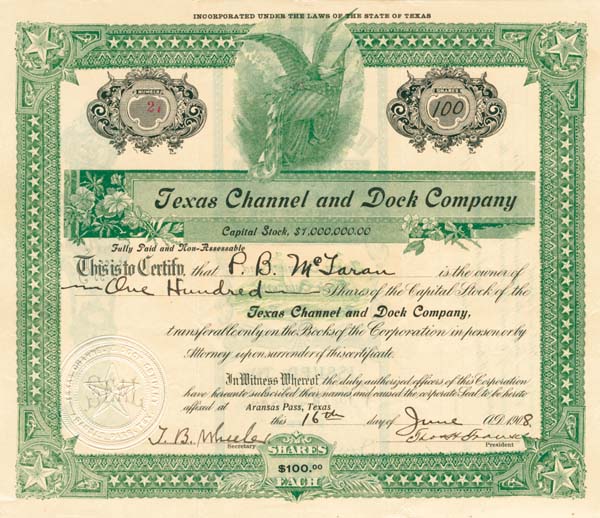 INCORPORATED UNDER THE LAWS OF THE STATE OF TEXAS
NUMBER
SHARES
100
Texas Channel and Dock Company
Capital Stock, $1,000,000.00
Fully Paid and Non-Assessable
This is to Certify, that P. B. McFaran is the owner of
One Hundred Shares of the Capital Stock of the
Texas Channel and Dock Company,
transferable only on the Books of the Corporation in person or by
Attorney upon surrender of this certificate.
In Witness Whereof the duly authorized officers of this Corporation
have hereunto subscribed their names and caused the corporate Seal to be hereto
affixed at Aransas Pass, Texas
this 16th day of June A.D. 1908.
T. B. Wheeler
Secretary
President
SEAL
SHARES
$100.00
EACH